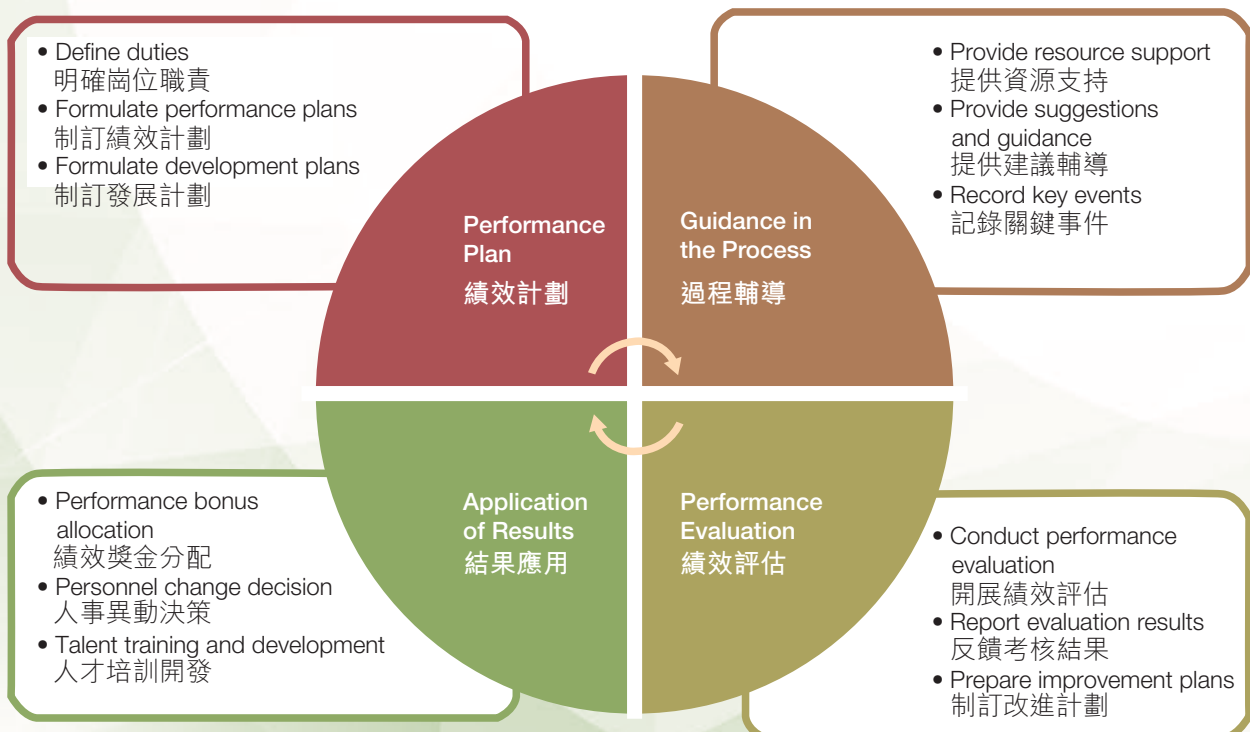 • Define duties
明確崗位職責
• Formulate performance plans
制訂績效計劃
• Formulate development plans
制訂發展計劃
Performance
Plan
績效計劃
Guidance in
the Process
過程輔導
• Provide resource support
提供資源支持
• Provide suggestions
and guidance
提供建議輔導
• Record key events
記錄關鍵事件
• Performance bonus
allocation
績效獎金分配
• Personnel change decision
人事異動決策
• Talent training and development
人才培訓開發
Application
of Results
結果應用
Performance
Evaluation
績效評估
• Conduct performance
evaluation
開展績效評估
• Report evaluation results
反饋考核結果
• Prepare improvement plans
制訂改進計劃